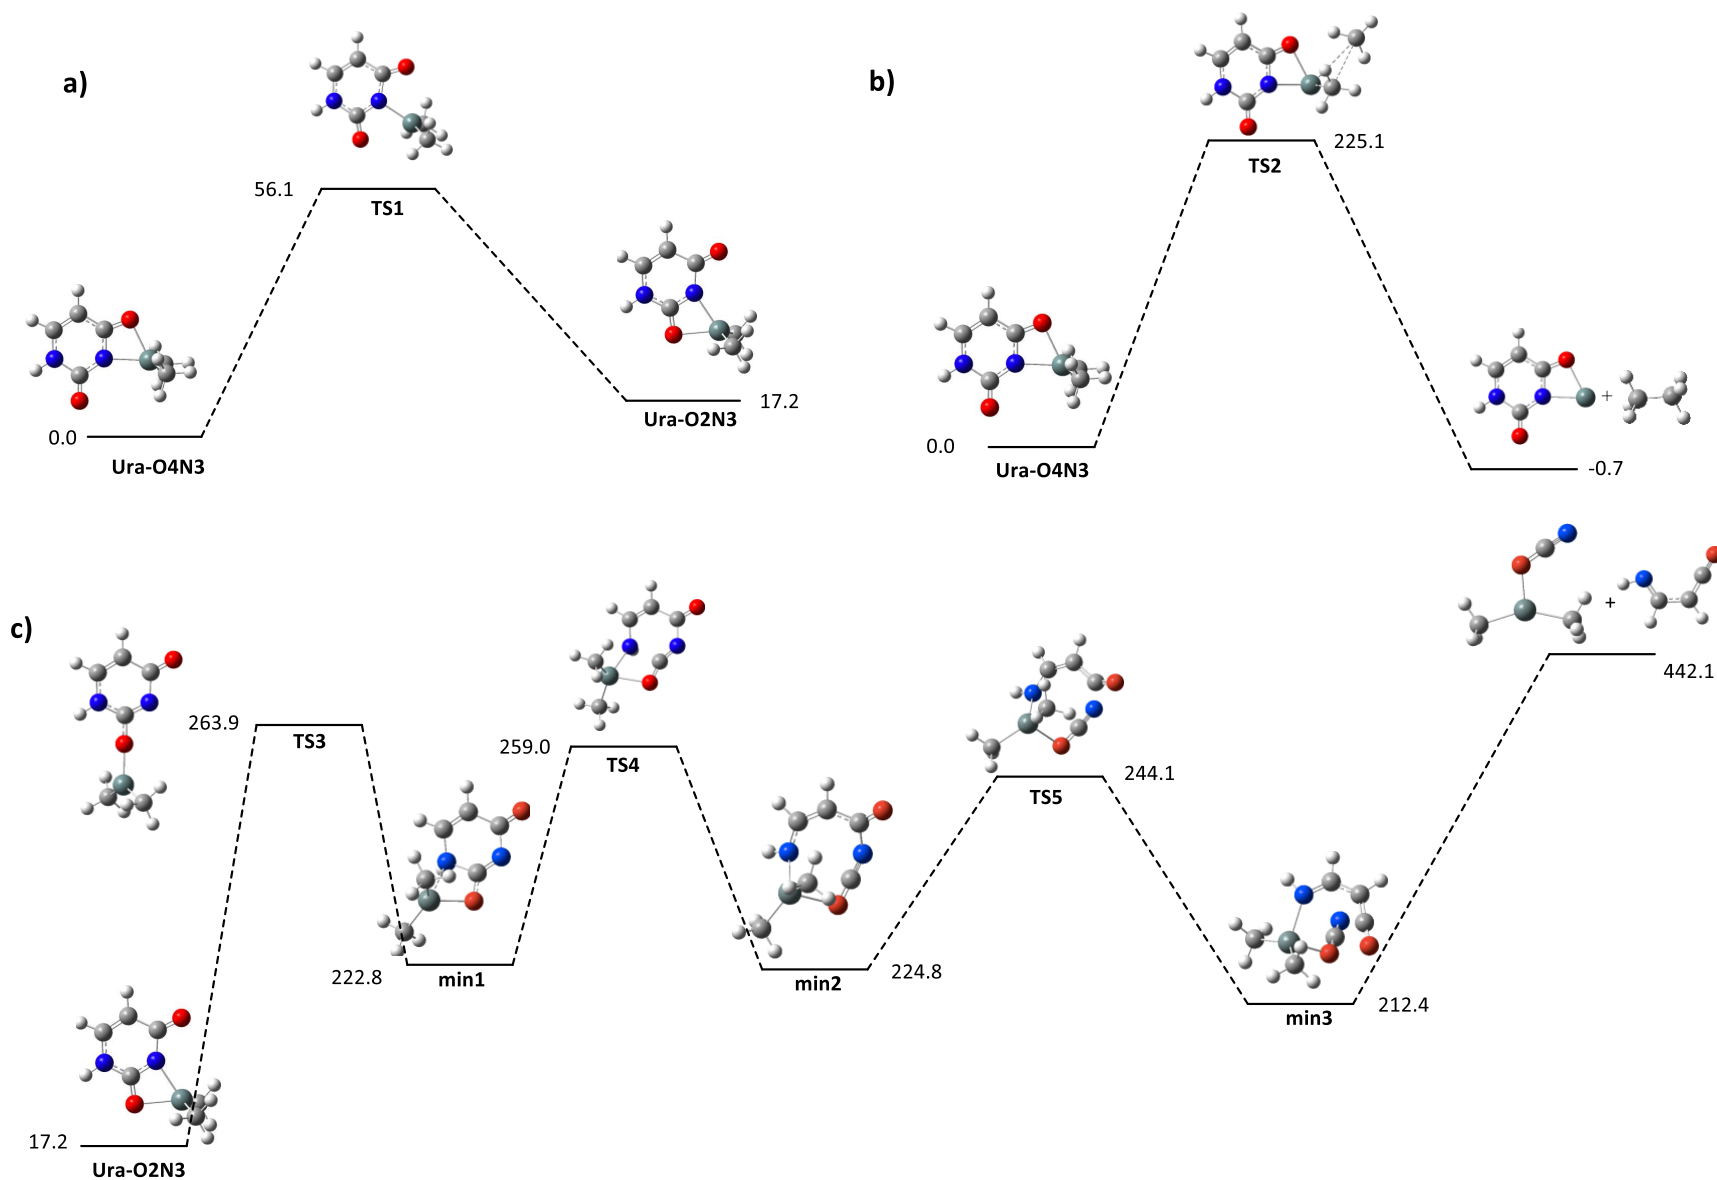 a)
56.1
TS1
0.0
Ura-O4N3
17.2
Ura-O2N3
b)
225.1
TS2
0.0
Ura-O4N3
+
-0.7
c)
263.9
TS3
259.0
TS4
244.1
TS5
+
442.1
222.8
min1
224.8
min2
212.4
min3
17.2
Ura-O2N3